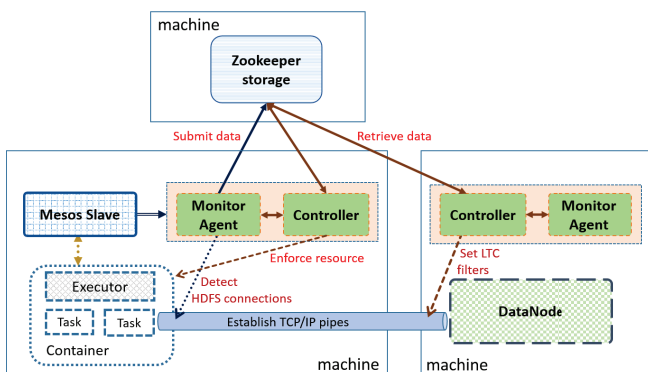 machine
Zookeeper
storage
Submit data
Retrieve data
Mesos Slave
Monitor
Agent
Controller
Controller
Monitor
Agent
Enforce resource
Set LTC
filters
Detect
HDFS connections
Executor
Task
Task
Container
Establish TCP/IP pipes
DataNode
machine
machine